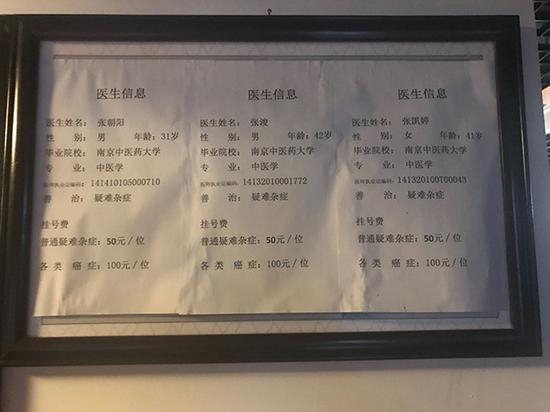 医生信息
医生姓名：张朝阳
性 别：男 年龄：31岁
毕业院校：南京中医药大学
专 业：中医学
医师执业证编码：141410105000710
善 治：疑难杂症
挂号费
普通疑难杂症：50元／位
各 类 癌 症：100元／位
医生信息
医生姓名：张浚
性 别：男 年龄：42岁
毕业院校：南京中医药大学
专 业：中医学
医师执业证编码：14132010001772
善 治：疑难杂症
挂号费
普通疑难杂症：50元／位
各 类 癌 症：100元／位
医生信息
医生姓名：张淇婷
性 别：女 年龄：41岁
毕业院校：南京中医药大学
专 业：中医学
医师执业证编码：141320100700043
善 治：疑难杂症
挂号费
普通疑难杂症：50元／位
各 类 癌 症：100元／位